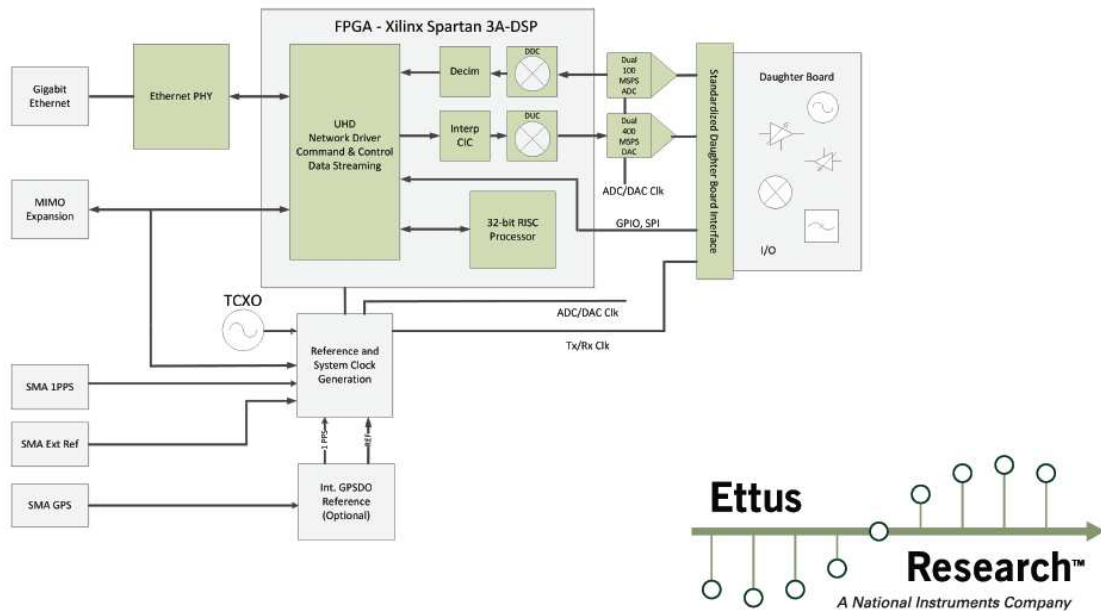 FPGA - Xilinx Spartan 3A-DSP
Gigabit
Ethernet
Ethernet PHY
UHD
Network Driver
Command & Control
Data Streaming
Decim
DDC
Dual
100
MSPS
ADC
Interp
CIC
DUC
Dual
400
MSPS
DAC
ADC/DAC Clk
Standardized Daughter Board Interface
Daughter Board
I/O
MIMO
Expansion
32-bit RISC
Processor
GPIO, SPI
TCXO
ADC/DAC Clk
Tx/Rx Clk
Reference and
System Clock
Generation
SMA 1PPS
SMA Ext Ref
SMA GPS
1 PPS
REF
Int. GPSDO
Reference
(Optional)
Ettus
Research™
A National Instruments Company